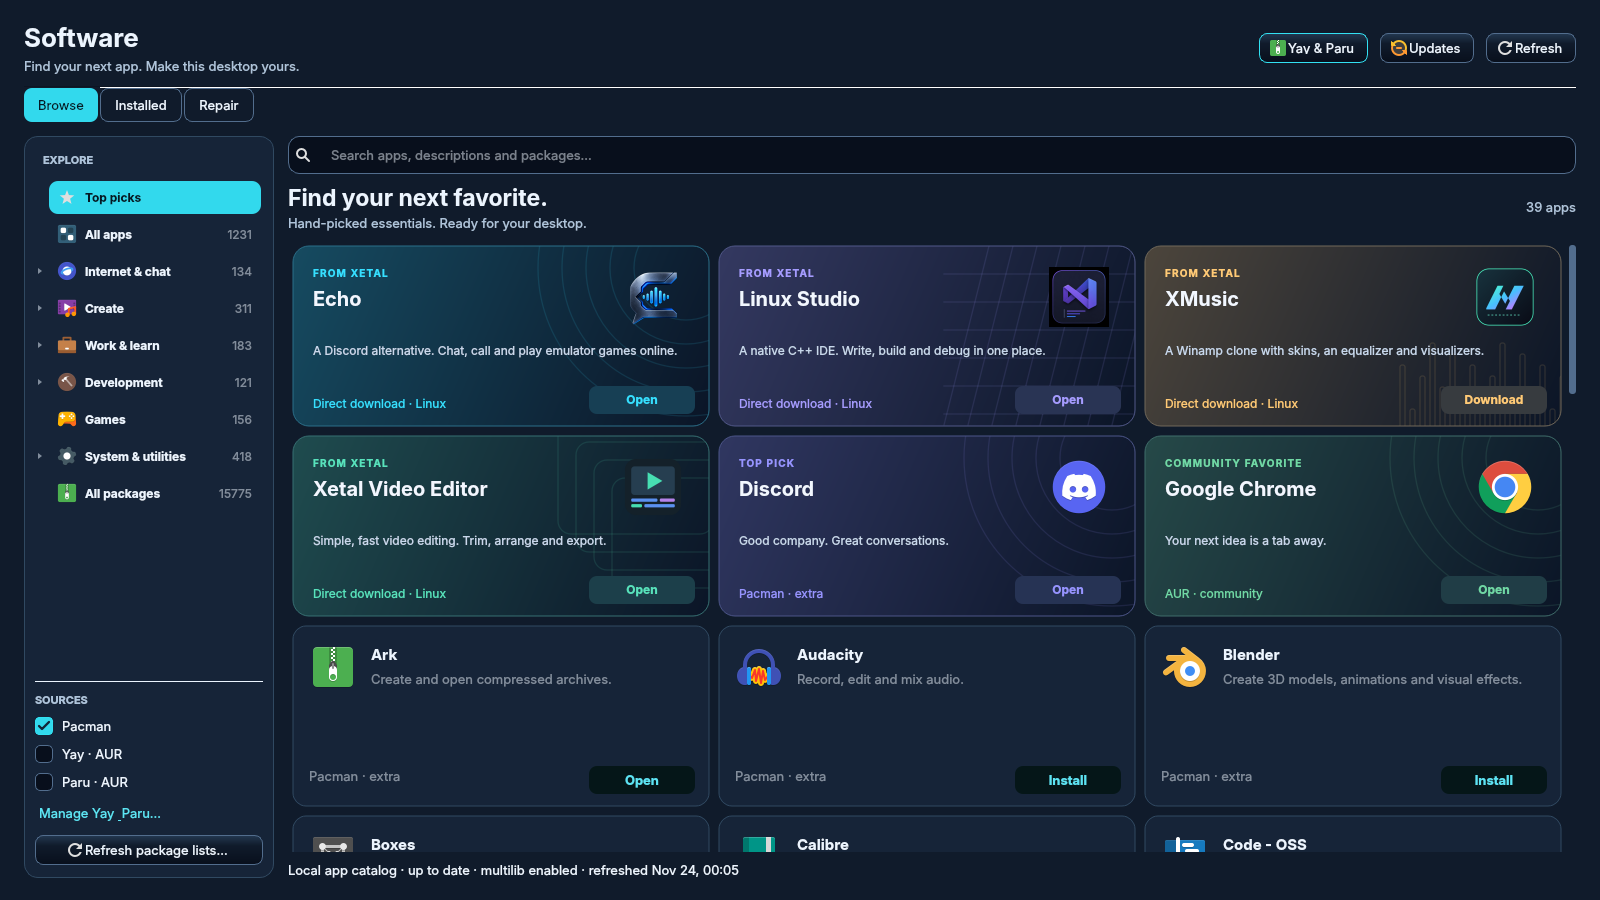 Software
Find your next app. Make this desktop yours.
Yay & Paru
Updates
Refresh
Browse
Installed
Repair
EXPLORE
Top picks
All apps 1231
Internet & chat 134
Create 311
Work & learn 183
Development 121
Games 156
System & utilities 418
All packages 15775
SOURCES
Pacman
Yay · AUR
Paru · AUR
Manage Yay _Paru...
Refresh package lists...
Search apps, descriptions and packages...
Find your next favorite.
Hand-picked essentials. Ready for your desktop.
39 apps
FROM XETAL
Echo
A Discord alternative. Chat, call and play emulator games online.
Direct download · Linux
Open
FROM XETAL
Linux Studio
A native C++ IDE. Write, build and debug in one place.
Direct download · Linux
Open
FROM XETAL
XMusic
A Winamp clone with skins, an equalizer and visualizers.
Direct download · Linux
Download
FROM XETAL
Xetal Video Editor
Simple, fast video editing. Trim, arrange and export.
Direct download · Linux
Open
TOP PICK
Discord
Good company. Great conversations.
Pacman · extra
Open
COMMUNITY FAVORITE
Google Chrome
Your next idea is a tab away.
AUR · community
Open
Ark
Create and open compressed archives.
Pacman · extra
Open
Audacity
Record, edit and mix audio.
Pacman · extra
Install
Blender
Create 3D models, animations and visual effects.
Pacman · extra
Install
Boxes
Calibre
Code - OSS
Local app catalog · up to date · multilib enabled · refreshed Nov 24, 00:05